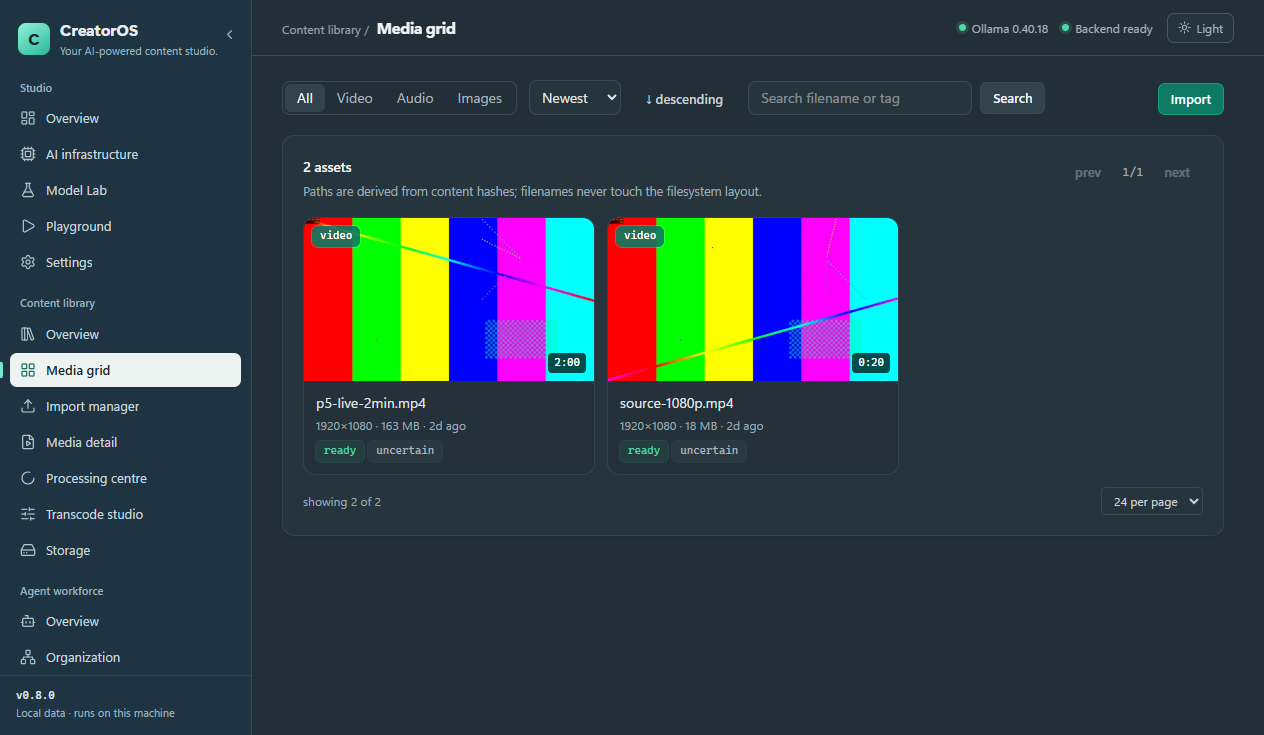 C
CreatorOS
Your AI-powered content studio.
Studio
Overview
AI infrastructure
Model Lab
Playground
Settings
Content library
Overview
Media grid
Import manager
Media detail
Processing centre
Transcode studio
Storage
Agent workforce
Overview
Organization
v0.8.0
Local data · runs on this machine
Content library / Media grid
Ollama 0.40.18
Backend ready
Light
All Video Audio Images
Newest
↓ descending
Search filename or tag
Search
Import
2 assets
Paths are derived from content hashes; filenames never touch the filesystem layout.
prev 1/1 next
video
2:00
p5-live-2min.mp4
1920×1080 · 163 MB · 2d ago
ready uncertain
video
0:20
source-1080p.mp4
1920×1080 · 18 MB · 2d ago
ready uncertain
showing 2 of 2
24 per page